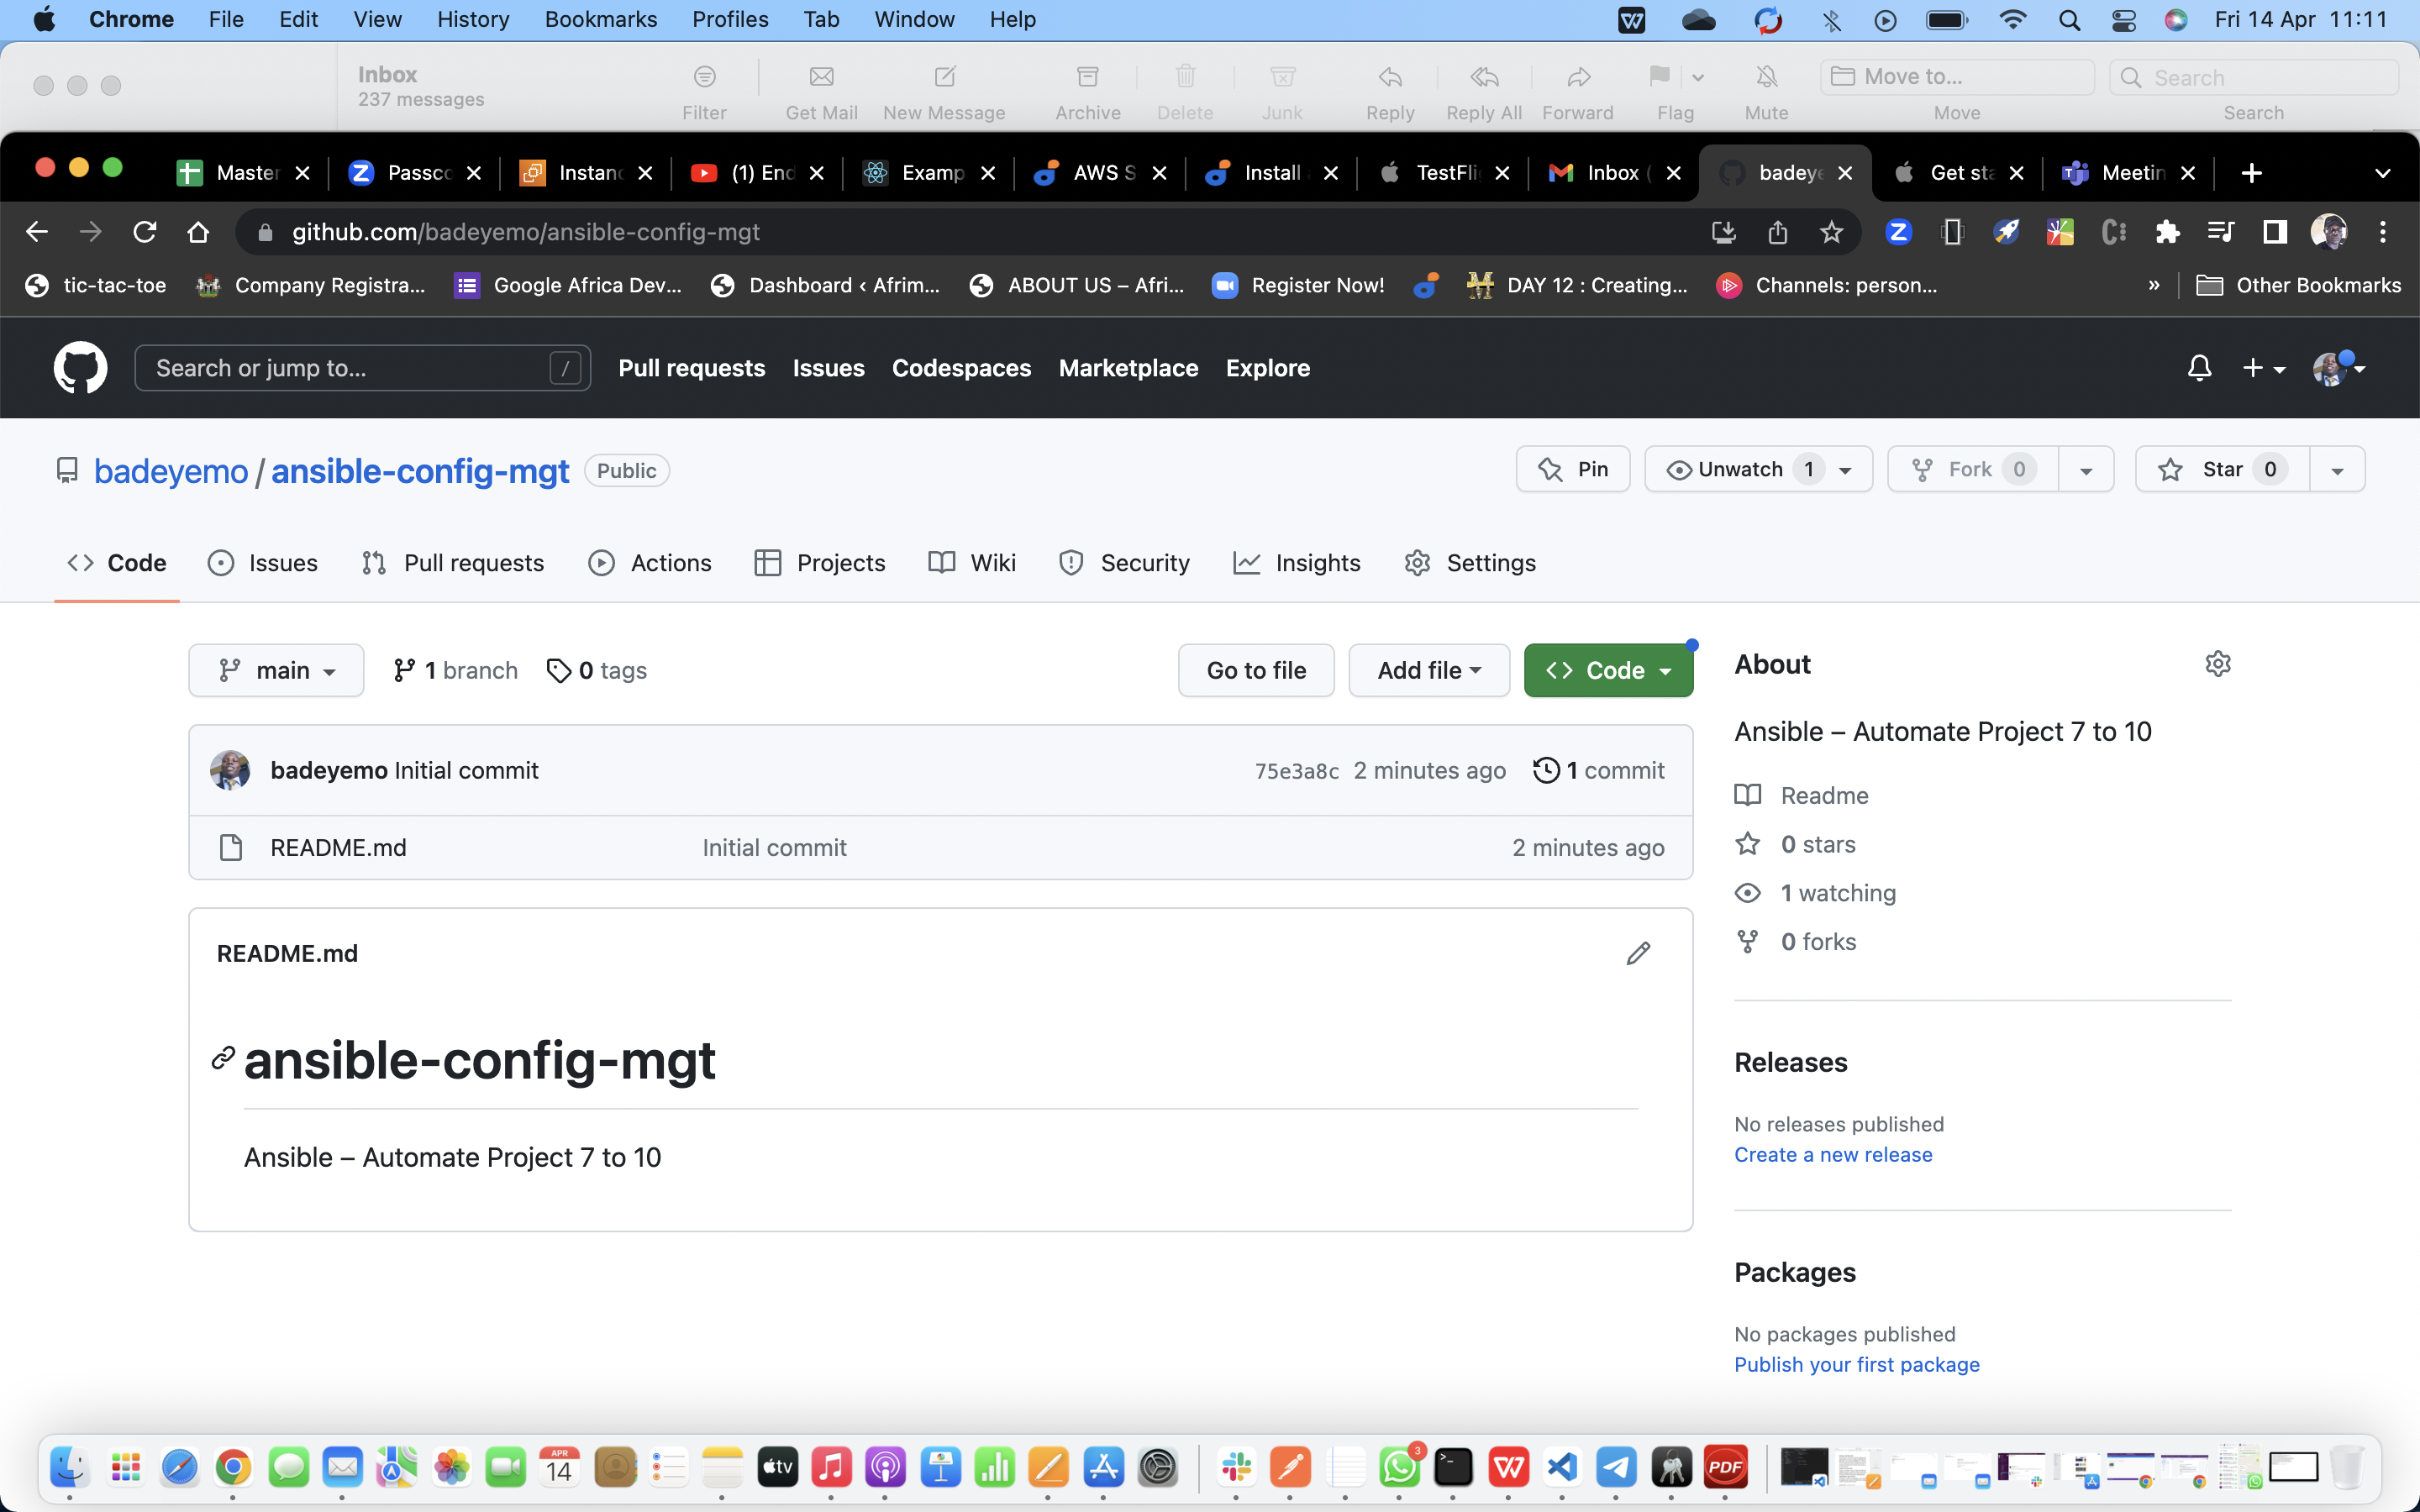 Chrome File Edit View History Bookmarks Profiles Tab Window Help Fri 14 Apr 11:11
Inbox
237 messages
Move to... Search
Filter Get Mail New Message Archive Delete Junk Reply Reply All Forward Flag Mute Move Search
Master Passco Instanc (1) End Examp AWS S Install TestFli Inbox ( badeye Get sta Meetin
github.com/badeyemo/ansible-config-mgt
tic-tac-toe Company Registra... Google Africa Dev... Dashboard ‹ Afrim... ABOUT US – Afri... Register Now! DAY 12 : Creating... Channels: person... » Other Bookmarks
Search or jump to... / Pull requests Issues Codespaces Marketplace Explore
badeyemo / ansible-config-mgt Public Pin Unwatch 1 Fork 0 Star 0
Code Issues Pull requests Actions Projects Wiki Security Insights Settings
main 1 branch 0 tags Go to file Add file Code
badeyemo Initial commit 75e3a8c 2 minutes ago 1 commit
README.md Initial commit 2 minutes ago
README.md
ansible-config-mgt
Ansible – Automate Project 7 to 10
About
Ansible – Automate Project 7 to 10
Readme
0 stars
1 watching
0 forks
Releases
No releases published
Create a new release
Packages
No packages published
Publish your first package
APR
14
tv
3
PDF